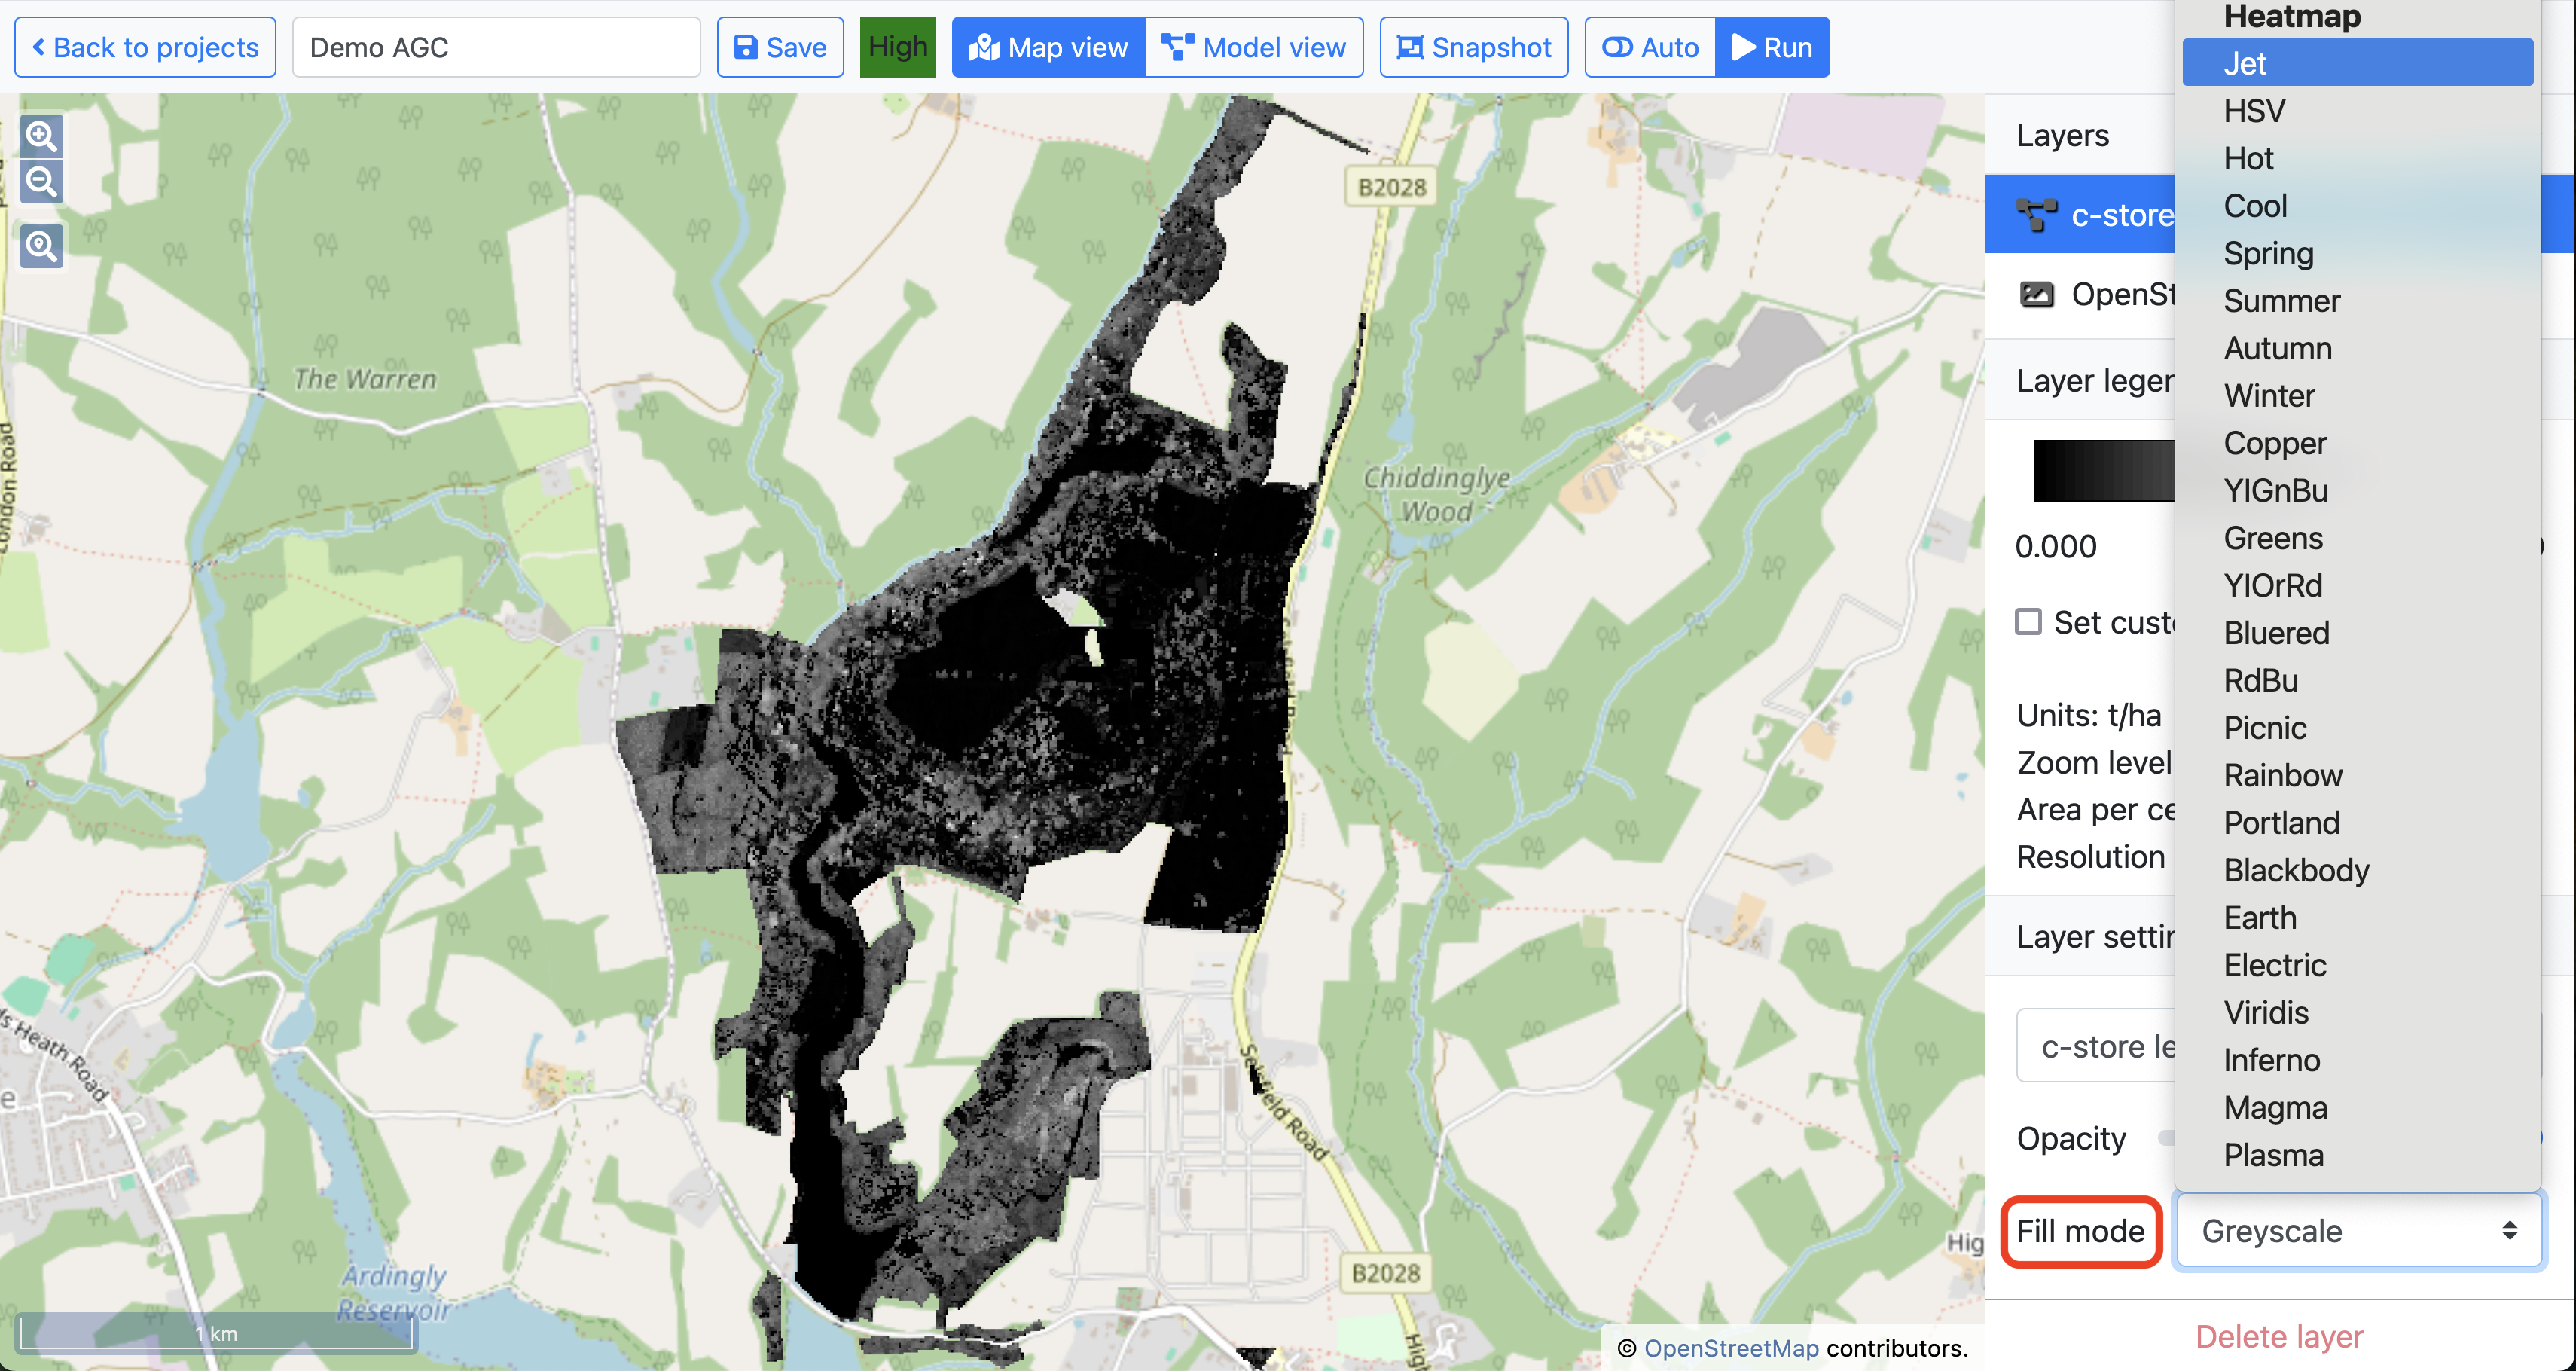 Back to projects
Demo AGC
Save
High
Map view
Model view
Snapshot
Auto
Run
Heatmap
Jet
HSV
Hot
Cool
Spring
Summer
Autumn
Winter
Copper
YlGnBu
Greens
YlOrRd
Bluered
RdBu
Picnic
Rainbow
Portland
Blackbody
Earth
Electric
Viridis
Inferno
Magma
Plasma
Layers
c-store
OpenSt
Layer leger
0.000
Set custo
Units: t/ha
Zoom level
Area per ce
Resolution
Layer settin
c-store le
Opacity
Fill mode
Greyscale
Delete layer
B2028
The Warren
London Road
Chiddinglye
Wood
Heath Road
e
Road
B2028
Hig
High
Ardingly
Reservoir
1 km
© OpenStreetMap contributors.